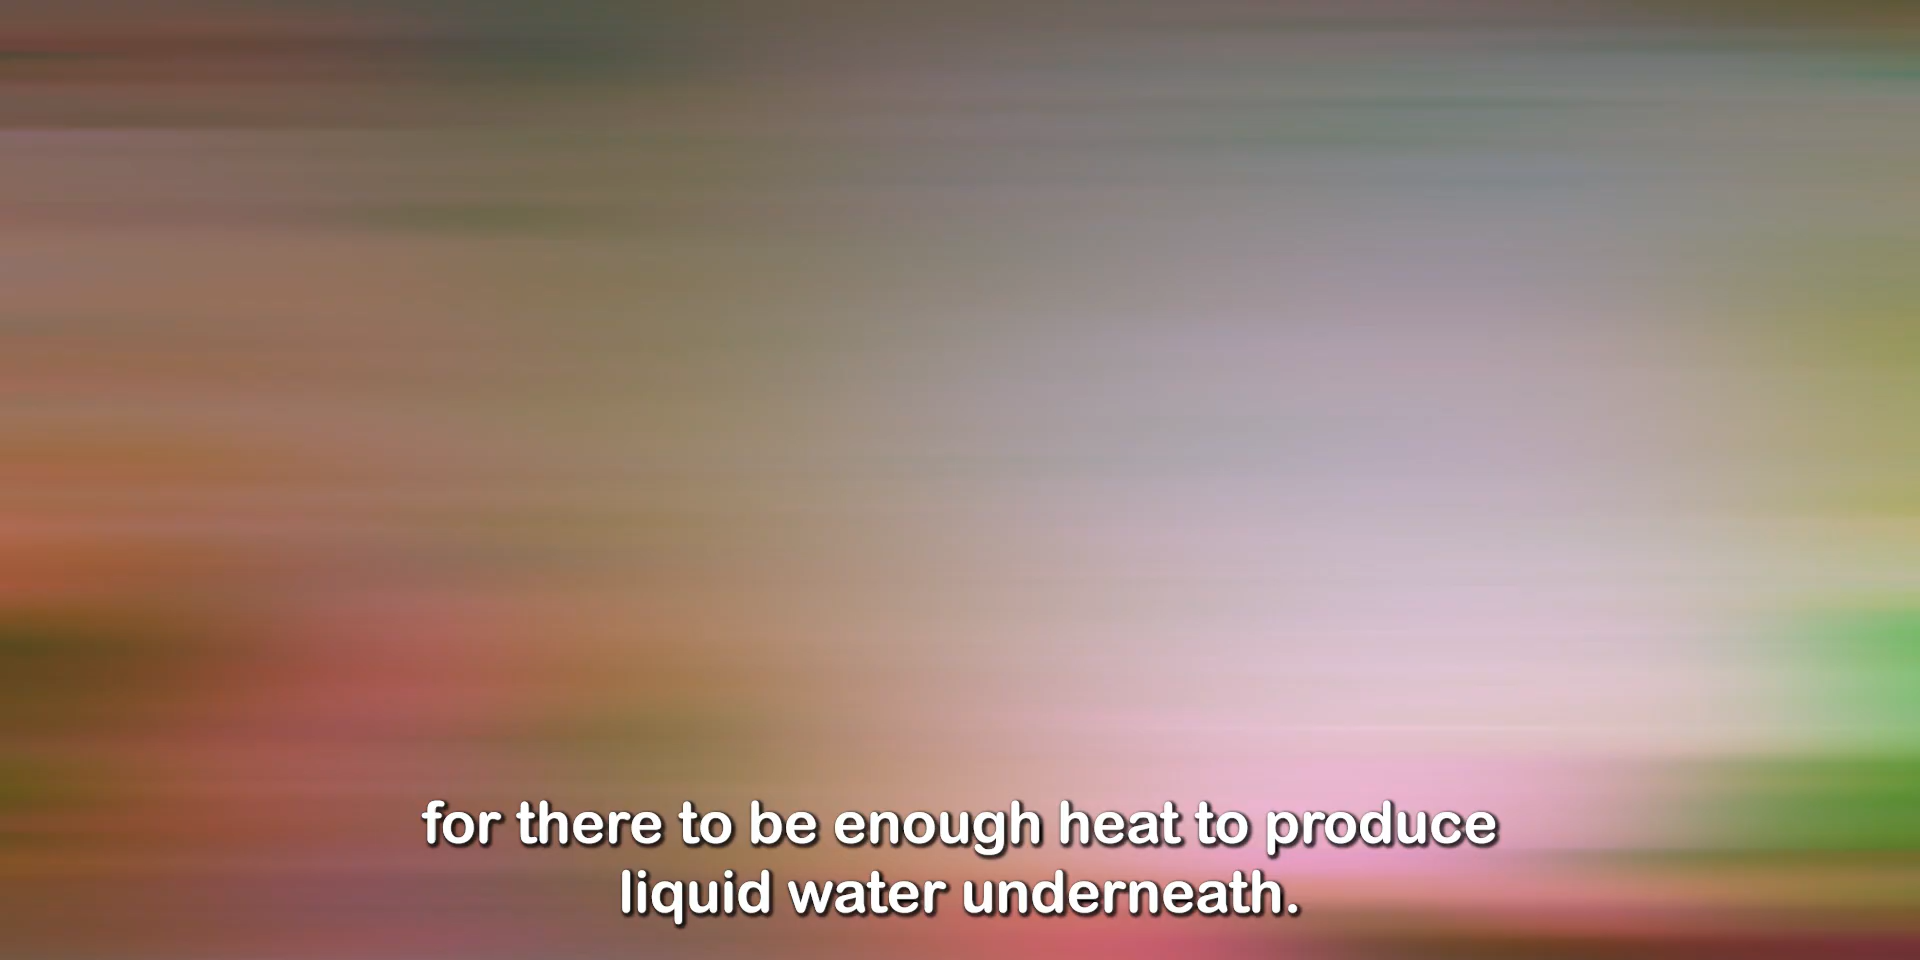 for there to be enough heat to produce
liquid water underneath.